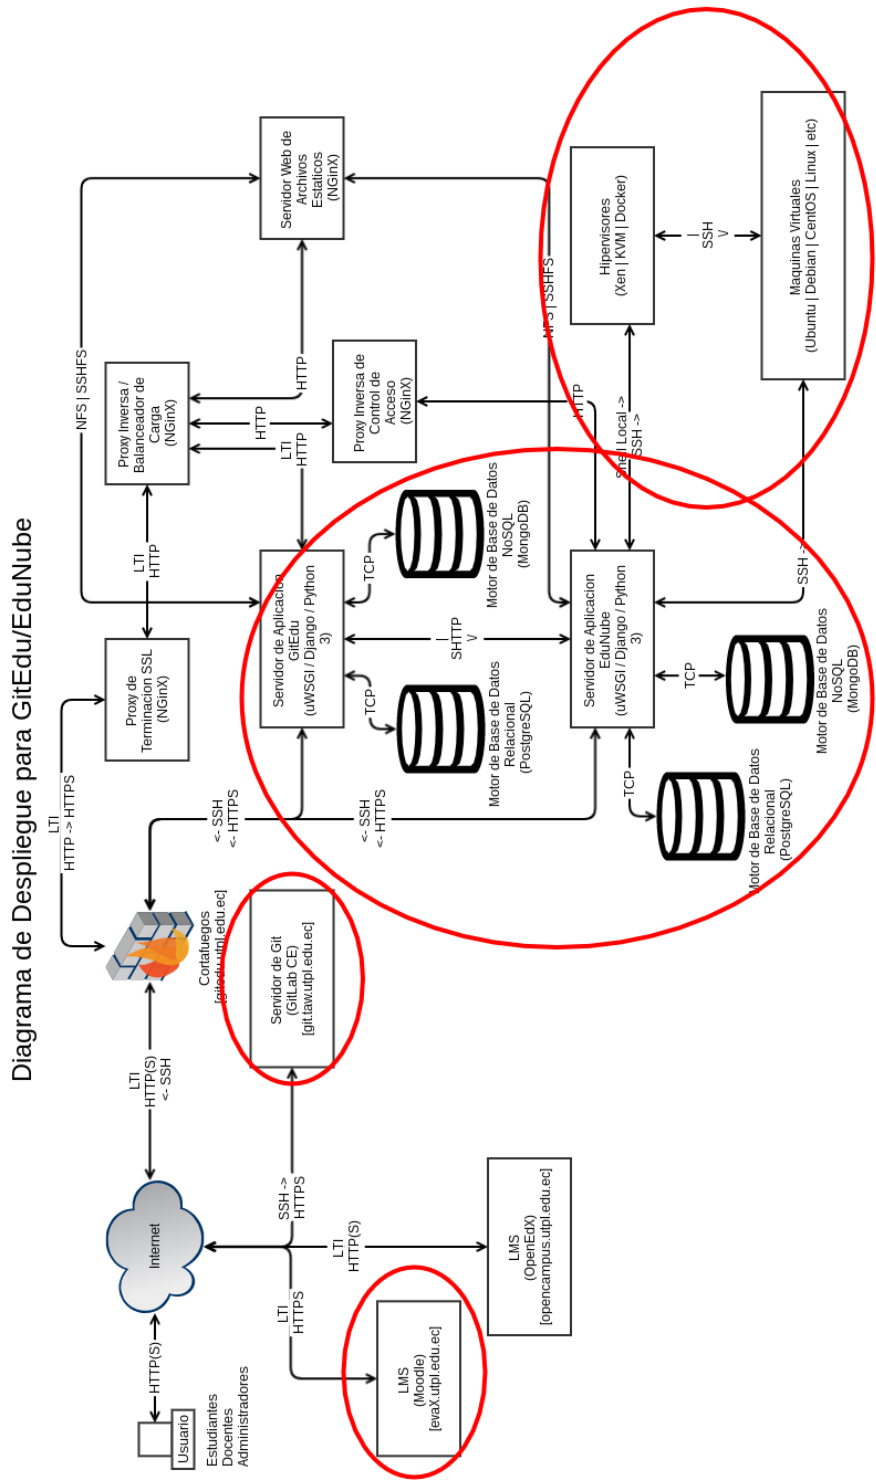 Diagrama de Despliegue para GitEdu/EduNube
Usuario
Estudiantes
Docentes
Administradores
HTTP(S)
Internet
LTI
HTTP(S)
<- SSH
Cortafuegos
[gitedu.utpl.edu.ec]
LTI
HTTP -> HTTPS
Proxy de
Terminacion SSL
(NGinX)
LTI
HTTP
Proxy Inversa /
Balanceador de
Carga
(NGinX)
NFS | SSHFS
Servidor Web de
Archivos
Estaticos
(NGinX)
HTTP
HTTP
LTI
HTTP
Proxy Inversa de
Control de
Acceso
(NGinX)
HTTP
NFS | SSHFS
LTI
HTTPS
LMS
(Moodle)
[evaX.utpl.edu.ec]
LTI
HTTP(S)
LMS
(OpenEdX)
[opencampus.utpl.edu.ec]
SSH ->
HTTPS
Servidor de Git
(GitLab CE)
[git.taw.utpl.edu.ec]
<- SSH
<- HTTPS
<- SSH
<- HTTPS
Servidor de Aplicacion
GitEdu
(uWSGI / Django / Python
3)
TCP
Motor de Base de Datos
Relacional
(PostgreSQL)
TCP
Motor de Base de Datos
NoSQL
(MongoDB)
|
SHTTP
\/
Servidor de Aplicacion
EduNube
(uWSGI / Django / Python
3)
TCP
Motor de Base de Datos
Relacional
(PostgreSQL)
TCP
Motor de Base de Datos
NoSQL
(MongoDB)
Shell Local ->
SSH ->
SSH ->
Hipervisores
(Xen | KVM | Docker)
|
SSH
\/
Maquinas Virtuales
(Ubuntu | Debian | CentOS | Linux | etc)